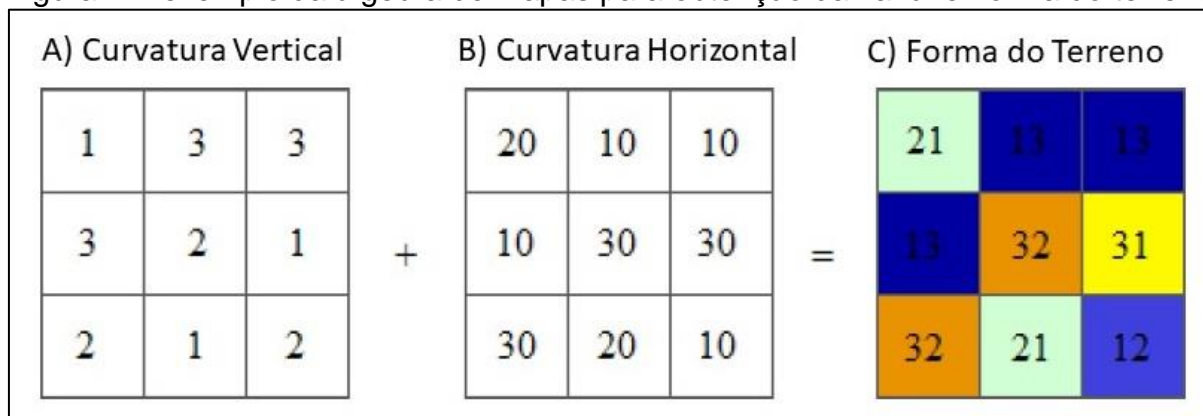 A) Curvatura Vertical B) Curvatura Horizontal C) Forma do Terreno
1 3 3 20 10 10 21 13 13
3 2 1 + 10 30 30 = 13 32 31
2 1 2 30 20 10 32 21 12